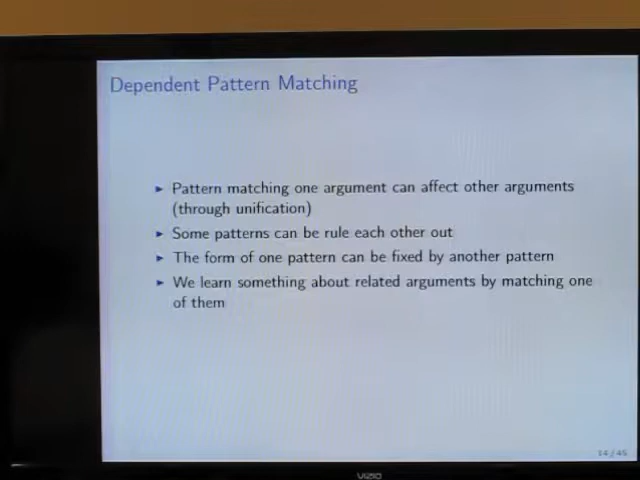 Dependent Pattern Matching
► Pattern matching one argument can affect other arguments
(through unification)
► Some patterns can be rule each other out
► The form of one pattern can be fixed by another pattern
► We learn something about related arguments by matching one
of them
14 / 45
VIZIO